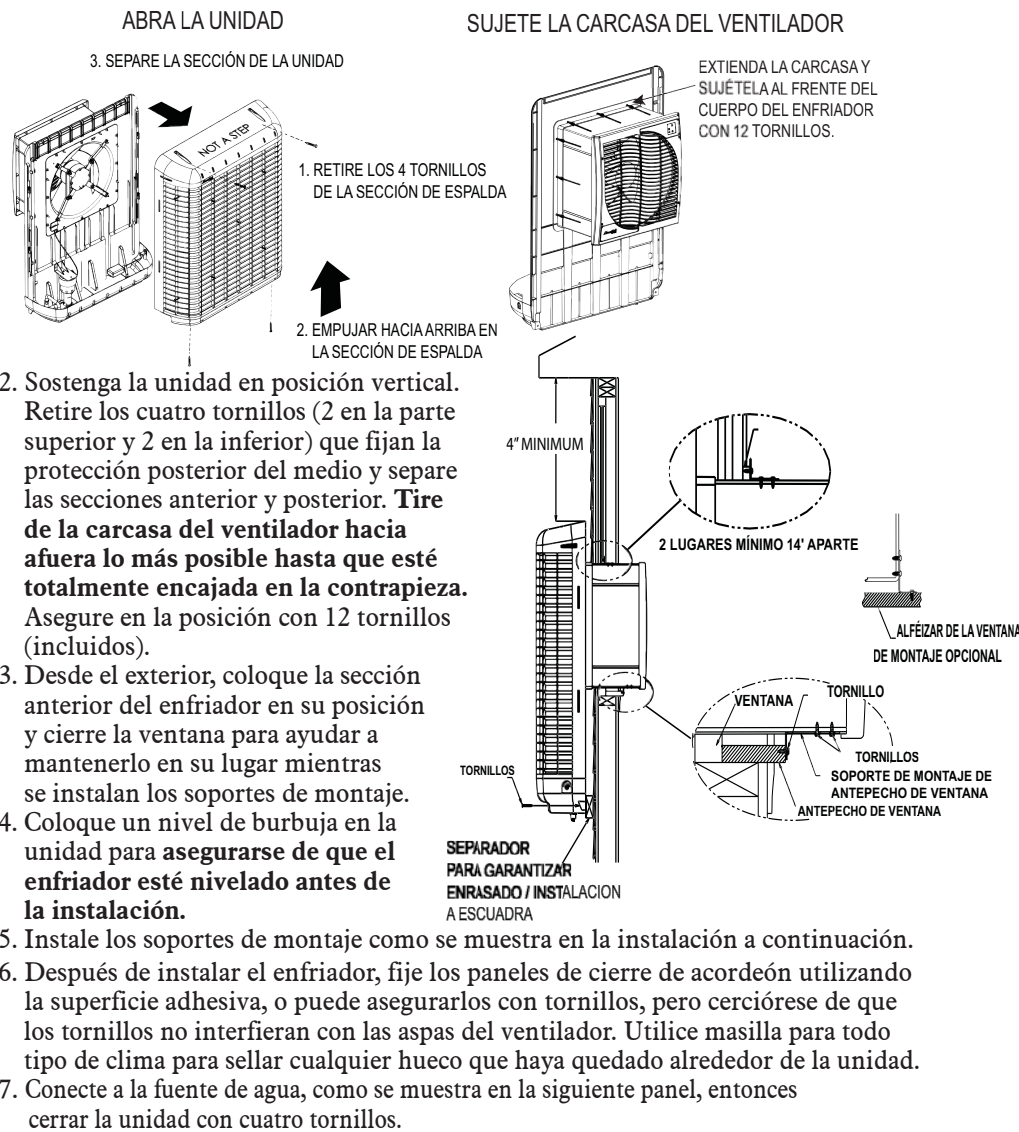 ABRA LA UNIDAD
3. SEPARE LA SECCIÓN DE LA UNIDAD
NOT A STEP
1. RETIRE LOS 4 TORNILLOS
DE LA SECCIÓN DE ESPALDA
2. EMPUJAR HACIA ARRIBA EN
LA SECCIÓN DE ESPALDA
SUJETE LA CARCASA DEL VENTILADOR
EXTIENDA LA CARCASA Y
SUJÉTELA AL FRENTE DEL
CUERPO DEL ENFRIADOR
CON 12 TORNILLOS.
2. Sostenga la unidad en posición vertical.
Retire los cuatro tornillos (2 en la parte
superior y 2 en la inferior) que fijan la
protección posterior del medio y separe
las secciones anterior y posterior. Tire
de la carcasa del ventilador hacia
afuera lo más posible hasta que esté
totalmente encajada en la contrapieza.
Asegure en la posición con 12 tornillos
(incluidos).
3. Desde el exterior, coloque la sección
anterior del enfriador en su posición
y cierre la ventana para ayudar a
mantenerlo en su lugar mientras
se instalan los soportes de montaje.
4. Coloque un nivel de burbuja en la
unidad para asegurarse de que el
enfriador esté nivelado antes de
la instalación.
4" MINIMUM
2 LUGARES MÍNIMO 14' APARTE
ALFÉIZAR DE LA VENTANA
DE MONTAJE OPCIONAL
VENTANA
TORNILLO
TORNILLOS
SOPORTE DE MONTAJE DE
ANTEPECHO DE VENTANA
ANTEPECHO DE VENTANA
TORNILLOS
SEPARADOR
PARA GARANTIZAR
ENRASADO / INSTALACION
A ESCUADRA
5. Instale los soportes de montaje como se muestra en la instalación a continuación.
6. Después de instalar el enfriador, fije los paneles de cierre de acordeón utilizando
la superficie adhesiva, o puede asegurarlos con tornillos, pero cerciórese de que
los tornillos no interfieran con las aspas del ventilador. Utilice masilla para todo
tipo de clima para sellar cualquier hueco que haya quedado alrededor de la unidad.
7. Conecte a la fuente de agua, como se muestra en la siguiente panel, entonces
cerrar la unidad con cuatro tornillos.